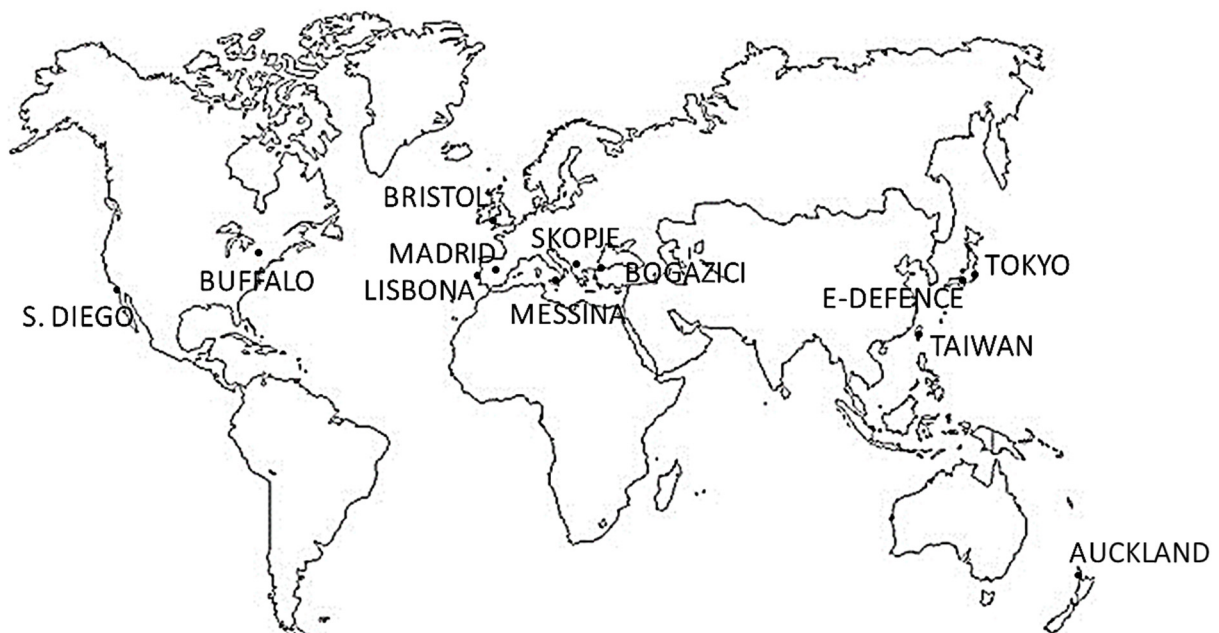 BRISTOL
SKOPJE
MADRID
BOGAZICI
TOKYO
BUFFALO
LISBONA
E-DEFENCE
S. DIEGO
MESSINA
TAIWAN
AUCKLAND